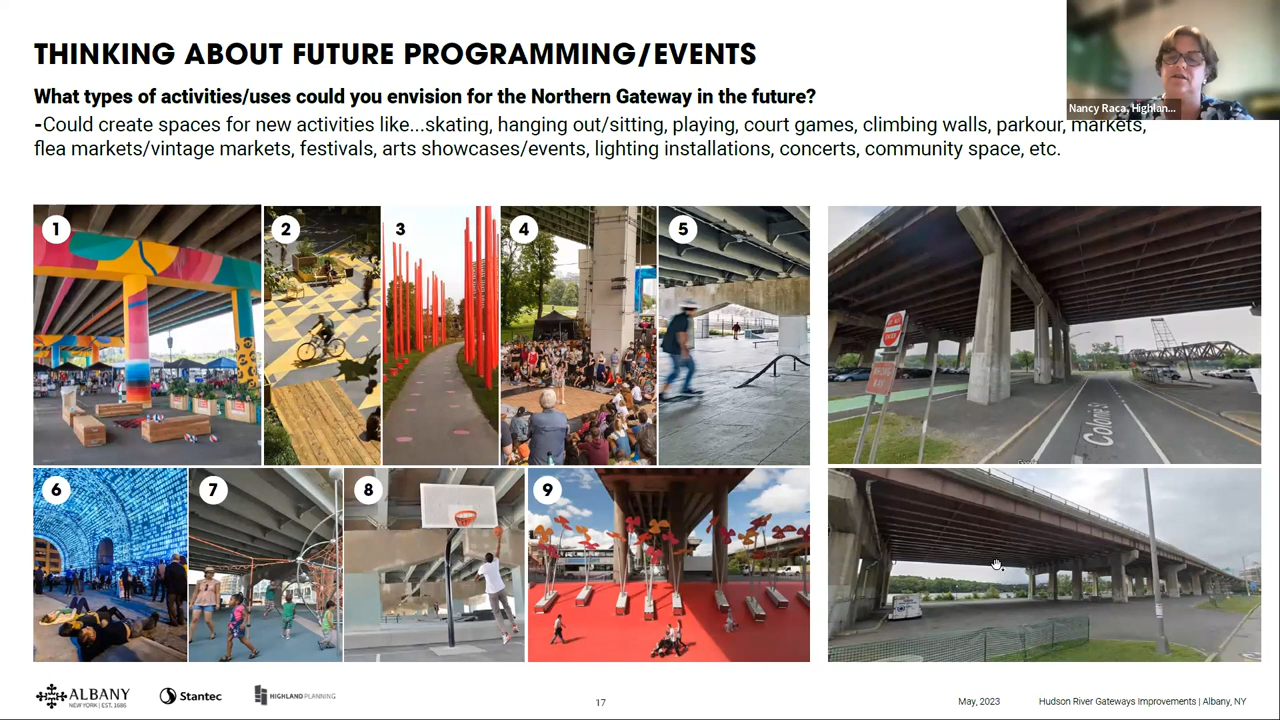 THINKING ABOUT FUTURE PROGRAMMING/EVENTS
Nancy Raca, Highlan...
What types of activities/uses could you envision for the Northern Gateway in the future?
-Could create spaces for new activities like...skating, hanging out/sitting, playing, court games, climbing walls, parkour, markets,
flea markets/vintage markets, festivals, arts showcases/events, lighting installations, concerts, community space, etc.
1
2
3
4
5
WRONG
WAY
Colonie St
6
7
8
9
ALBANY
NEW YORK | EST. 1686
Stantec
HIGHLAND PLANNING
17
May, 2023
Hudson River Gateways Improvements | Albany, NY